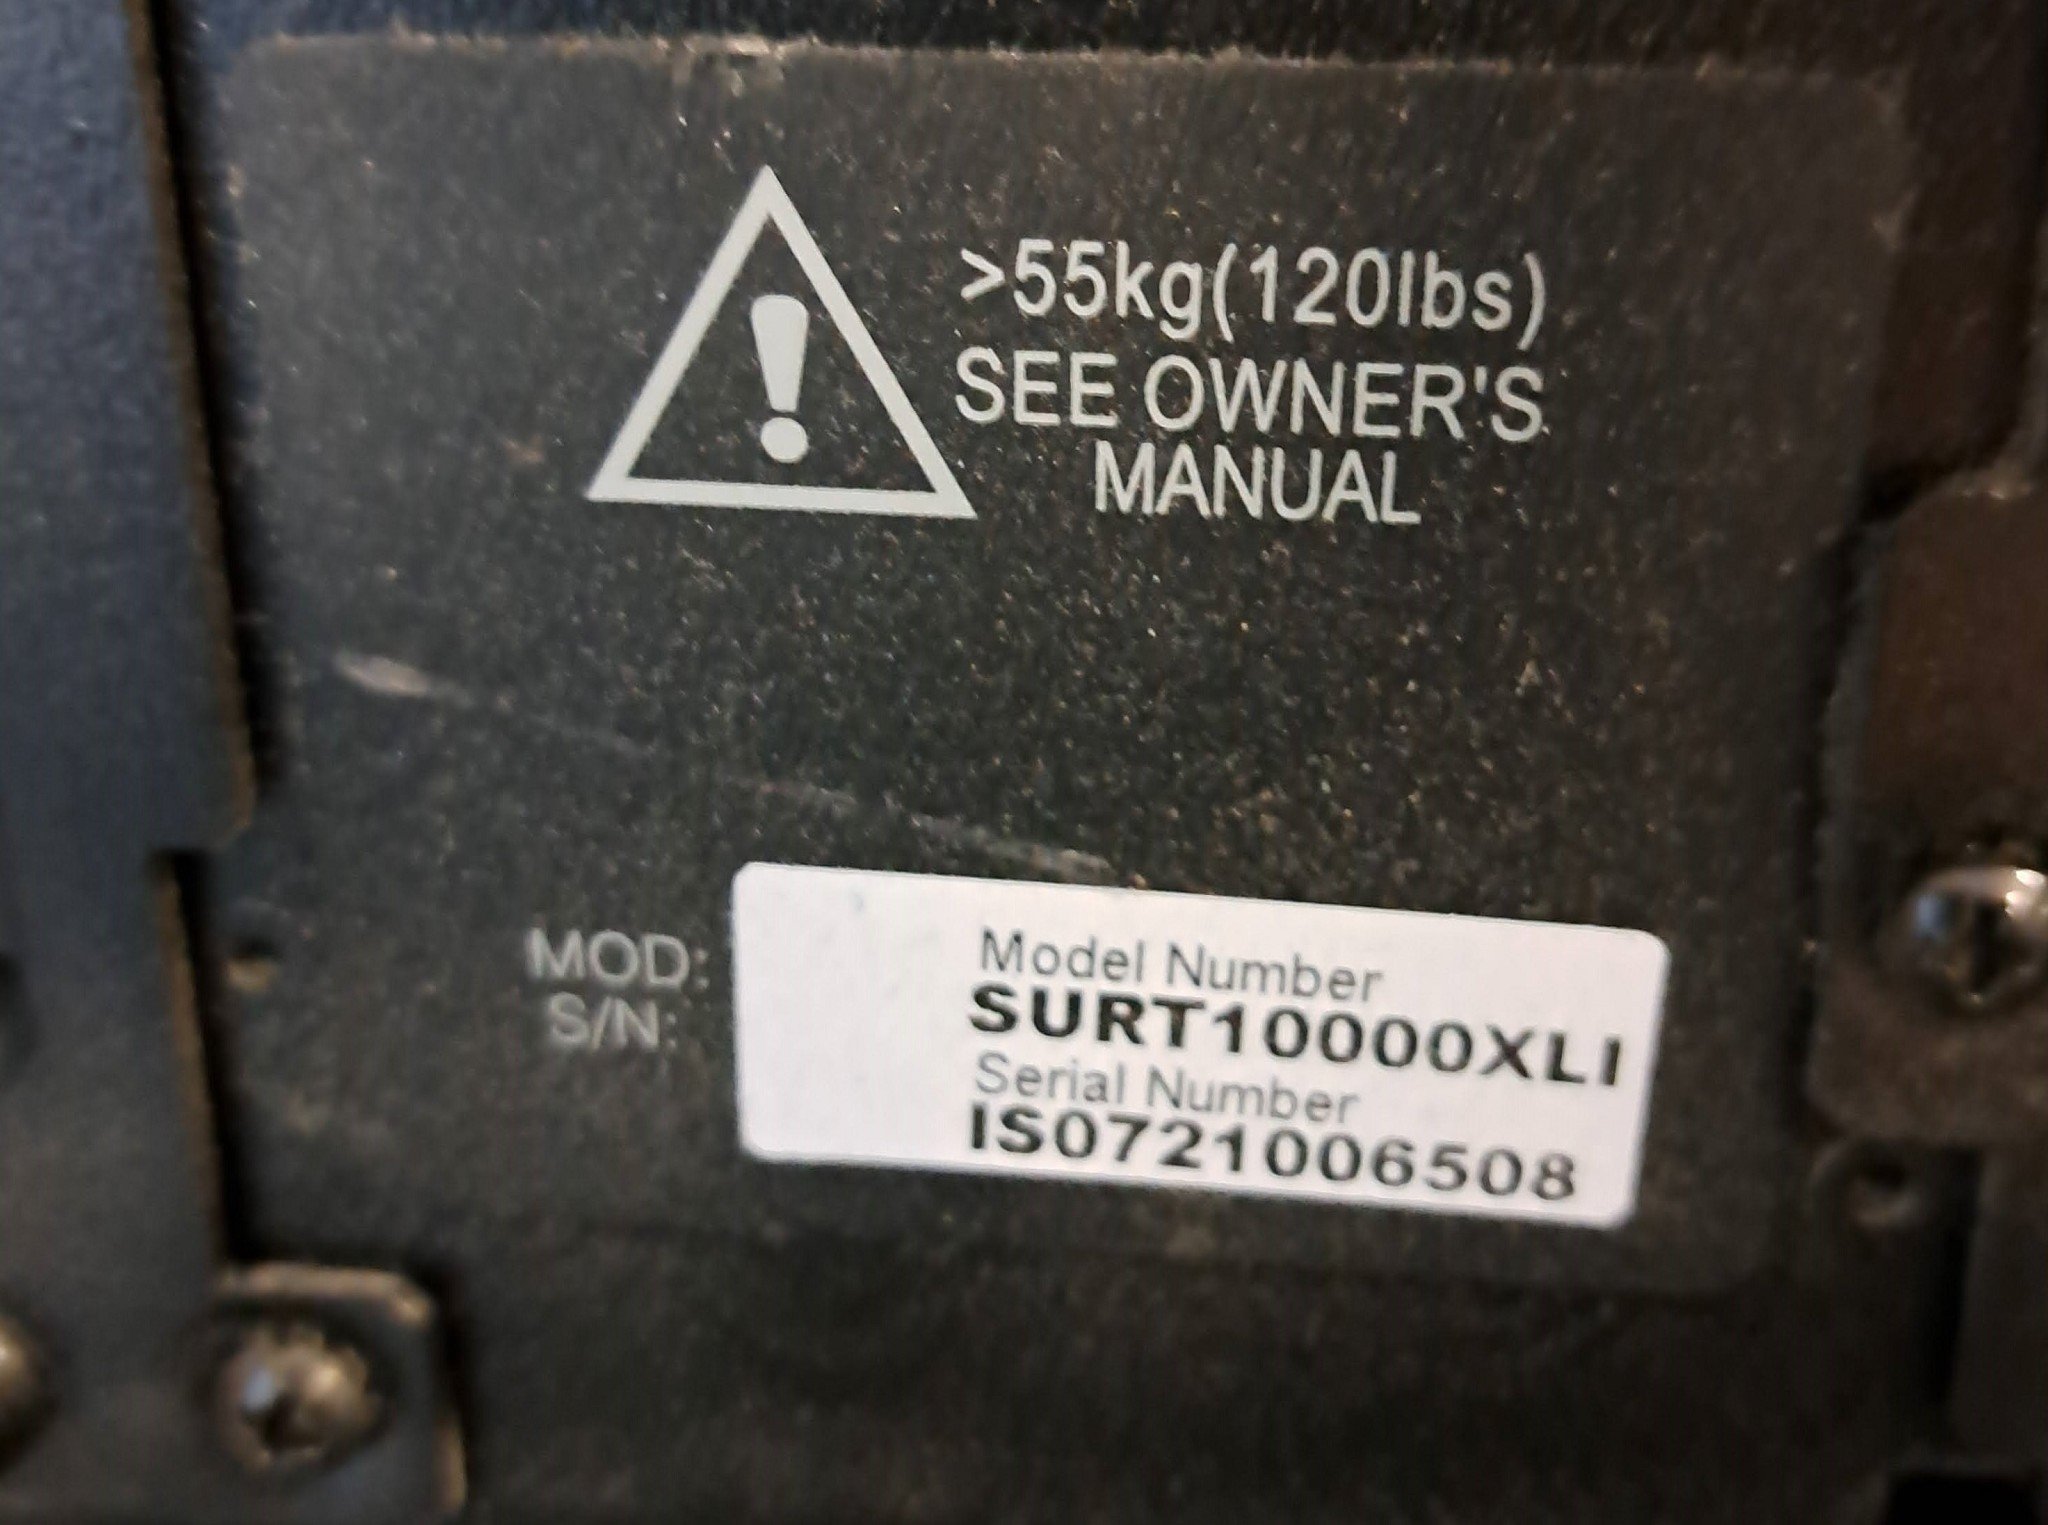 >55kg(120lbs)
SEE OWNER'S
MANUAL
MOD:
S/N:
Model Number
SURT10000XLI
Serial Number
IS0721006508